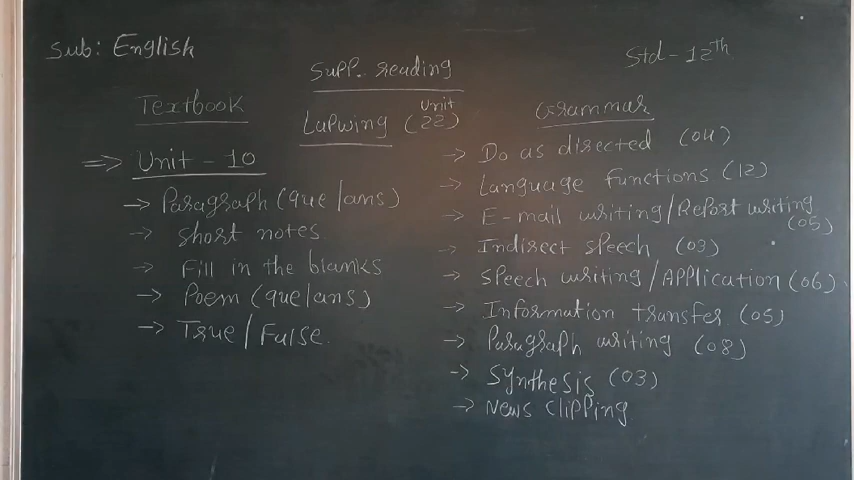 Sub: English
Std - 12th
Supp. reading
Textbook
Lapwing (22) Unit
Grammar
=> Unit - 10
-> Paragraph (que/ans)
-> Short notes
-> Fill in the blanks
-> Poem (que/ans)
-> True/False.
-> Do as directed (04)
-> Language functions (12)
-> E-mail writing/Report writing (05)
-> Indirect speech (03)
-> Speech writing/Application (06)
-> Information transfer (05)
-> Paragraph writing (08)
-> Synthesis (03)
-> News clipping